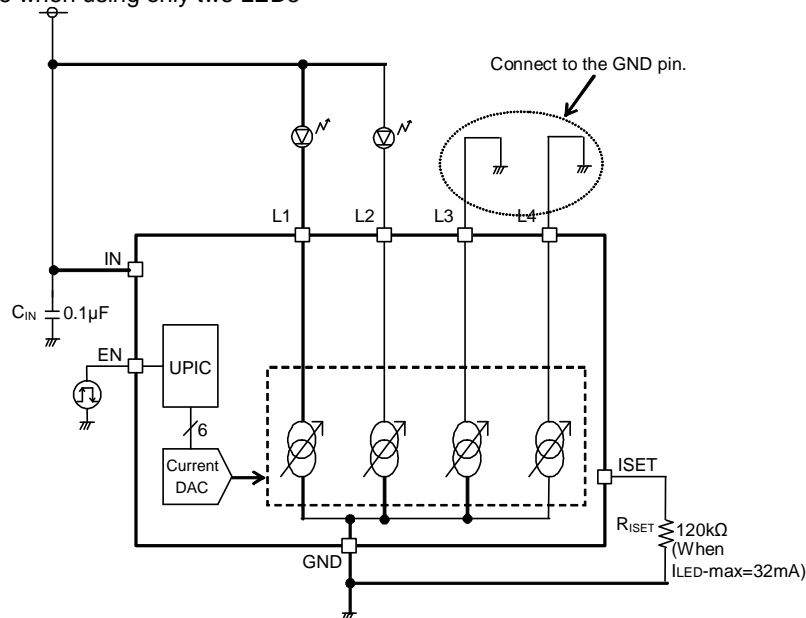 when using only two LEDs
Connect to the GND pin.
L1
L2
L3
L4
IN
CIN
0.1µF
EN
UPIC
6
Current
DAC
ISET
RISET
120kΩ
(When
ILED-max=32mA)
GND